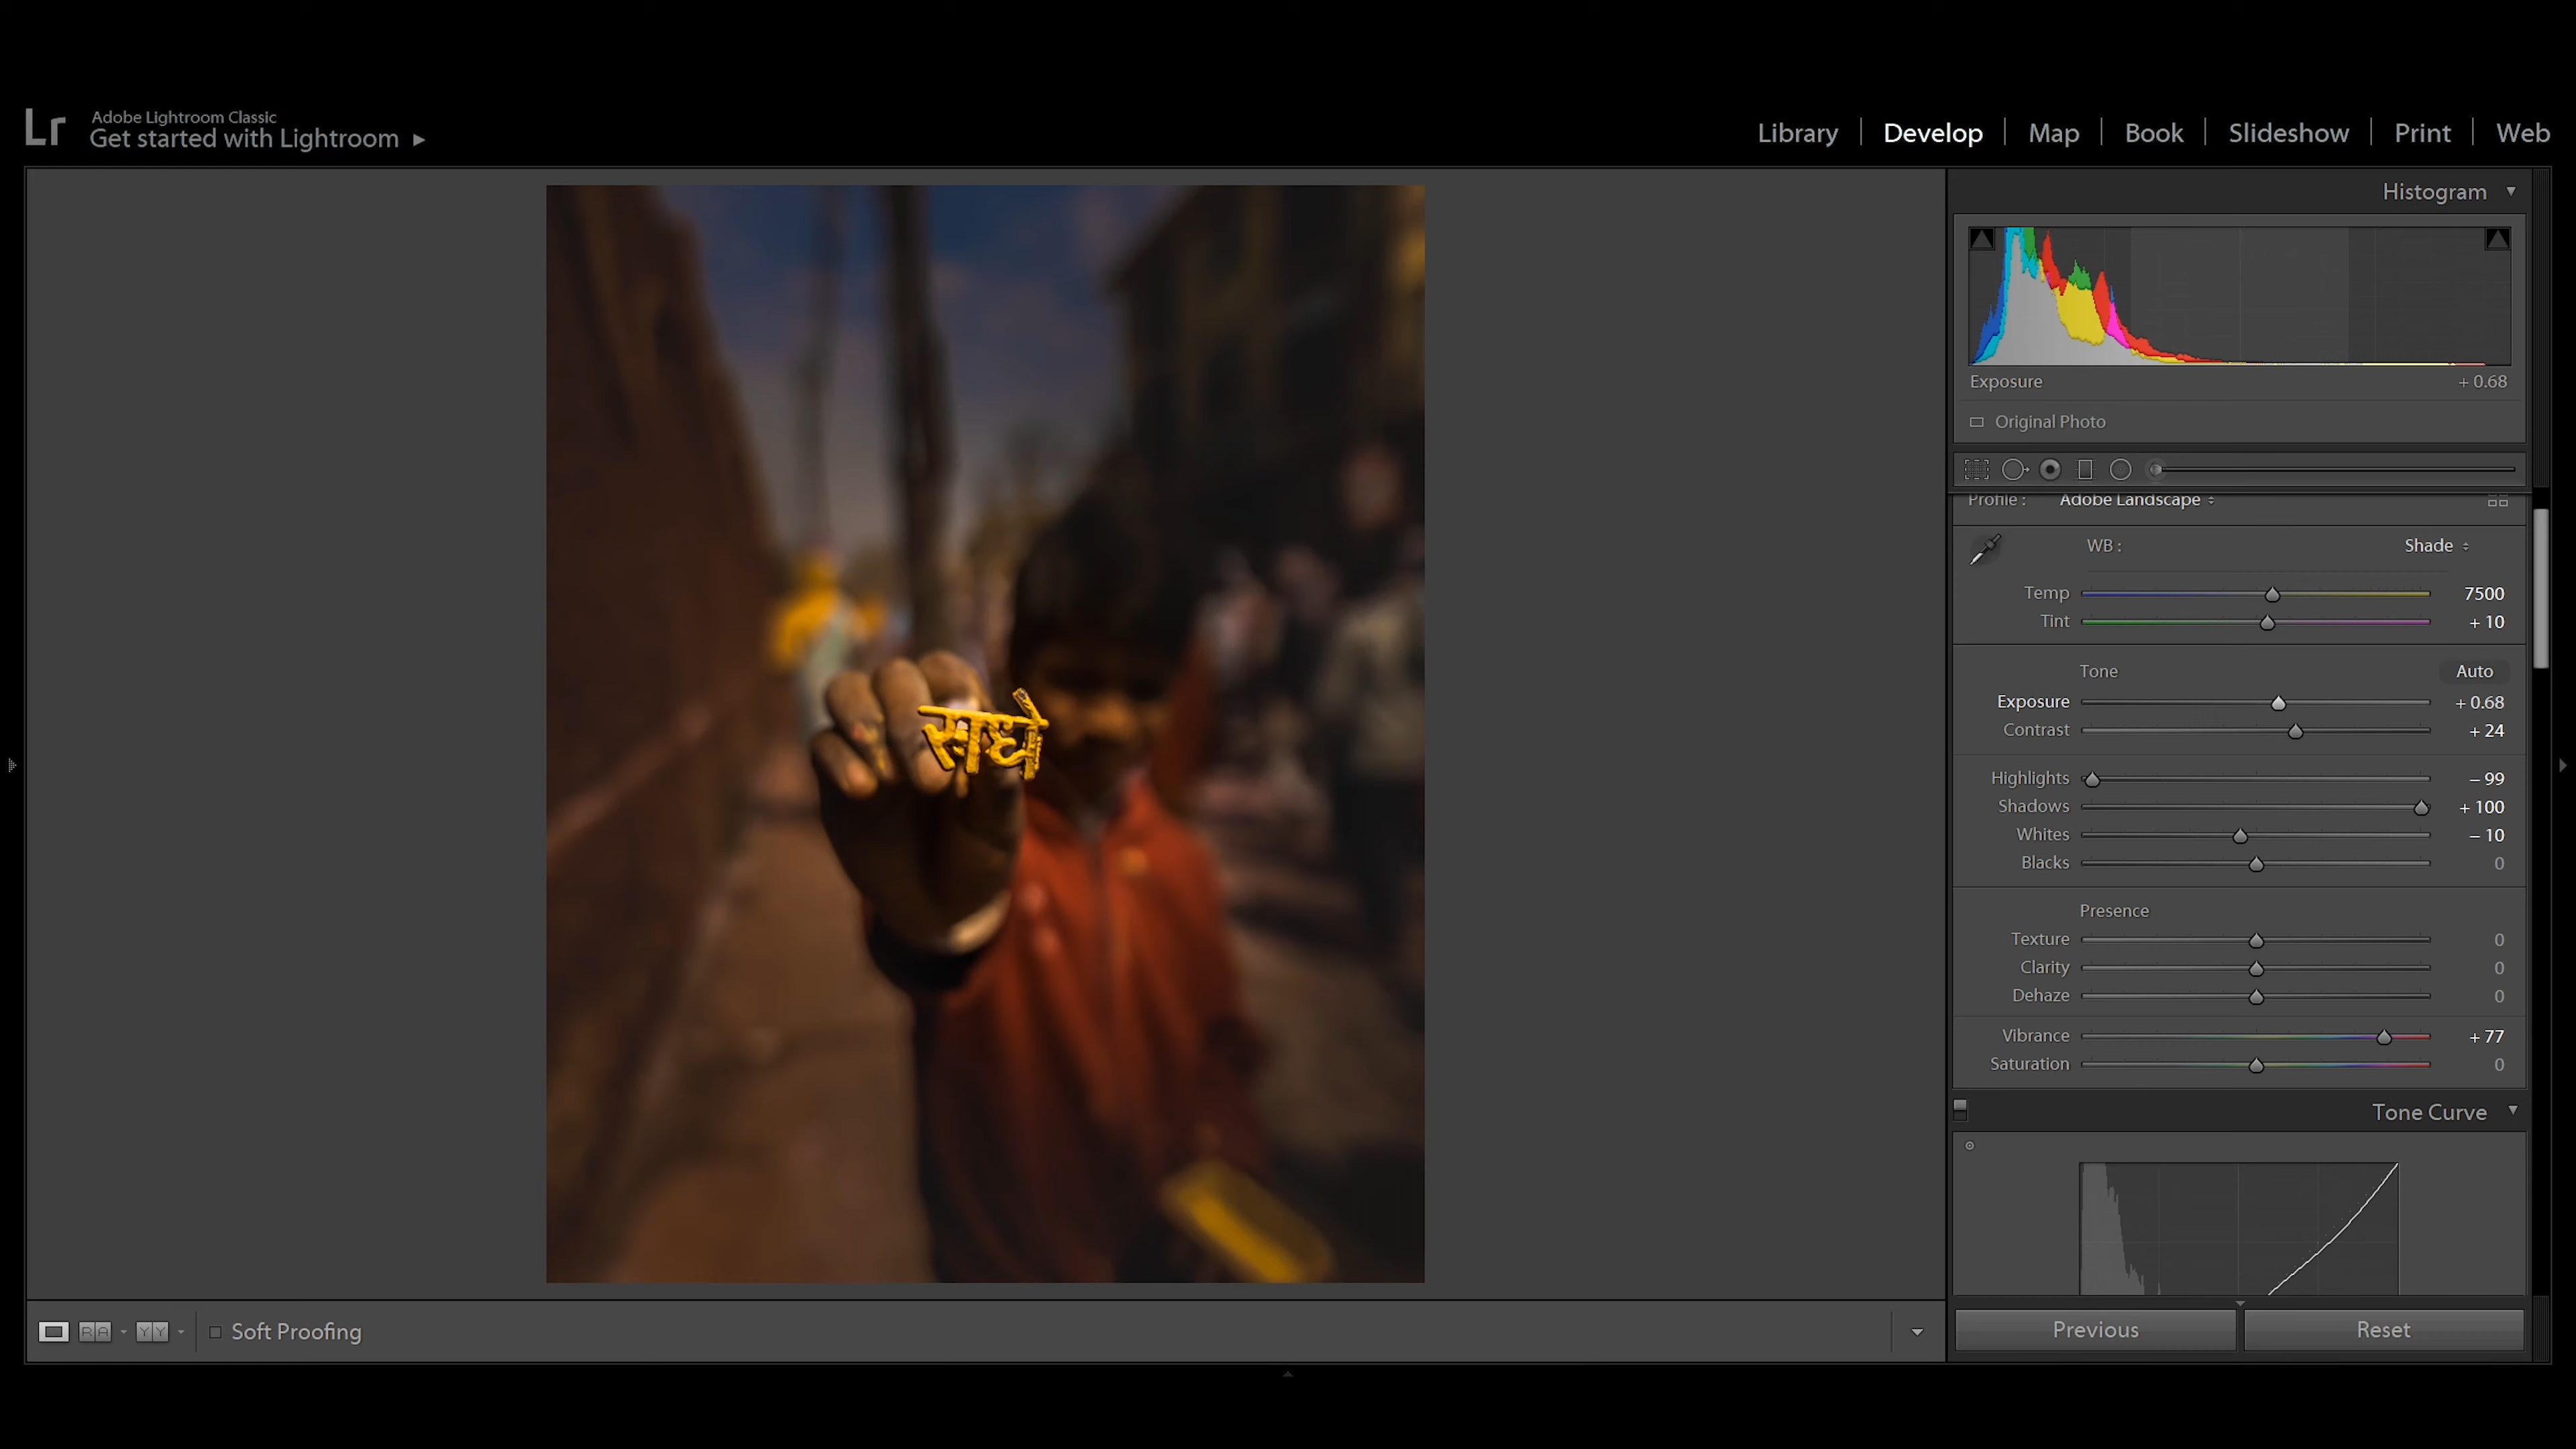 Lr
Adobe Lightroom Classic
Get started with Lightroom
Library
Develop
Map
Book
Slideshow
Print
Web
Histogram
Exposure + 0.68
Original Photo
Profile : Adobe Landscape
WB : Shade
Temp 7500
Tint + 10
Tone Auto
Exposure + 0.68
Contrast + 24
Highlights – 99
Shadows + 100
Whites – 10
Blacks 0
Presence
Texture 0
Clarity 0
Dehaze 0
Vibrance + 77
Saturation 0
Tone Curve
साधो
RA
YY
Soft Proofing
Previous
Reset